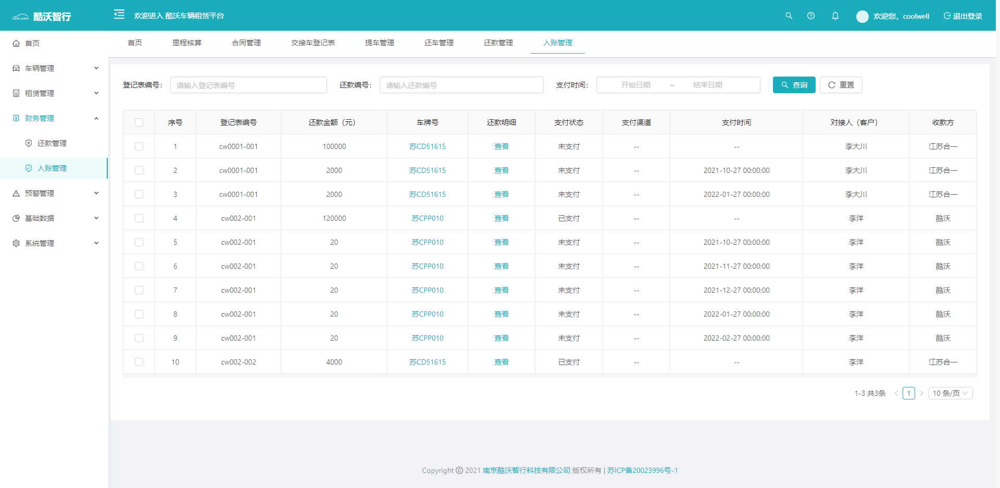 COOLWELL 酷沃智行
欢迎进入 酷沃车辆租赁平台
欢迎您，coolwell
退出登录
首页
车辆管理
租赁管理
财务管理
还款管理
入账管理
预警管理
基础数据
系统管理
首页 里程核算 合同管理 交接车登记表 提车管理 还车管理 还款管理 入账管理
登记表编号: 请输入登记表编号 还款编号: 请输入还款编号 支付时间: 开始日期 ~ 结束日期 查询 重置
序号 登记表编号 还款金额（元） 车牌号 还款明细 支付状态 支付渠道 支付时间 对接人（客户） 收款方
1 cw0001-001 100000 苏CD51615 查看 未支付 -- -- 李大川 江苏合一
2 cw0001-001 2000 苏CD51615 查看 未支付 -- 2021-10-27 00:00:00 李大川 江苏合一
3 cw0001-001 2000 苏CD51615 查看 未支付 -- 2022-01-27 00:00:00 李大川 江苏合一
4 cw002-001 120000 苏CPP010 查看 已支付 -- -- 李洋 酷沃
5 cw002-001 20 苏CPP010 查看 未支付 -- 2021-10-27 00:00:00 李洋 酷沃
6 cw002-001 20 苏CPP010 查看 未支付 -- 2021-11-27 00:00:00 李洋 酷沃
7 cw002-001 20 苏CPP010 查看 未支付 -- 2021-12-27 00:00:00 李洋 酷沃
8 cw002-001 20 苏CPP010 查看 未支付 -- 2022-01-27 00:00:00 李洋 酷沃
9 cw002-001 20 苏CPP010 查看 未支付 -- 2022-02-27 00:00:00 李洋 酷沃
10 cw002-002 4000 苏CD51615 查看 已支付 -- -- 李洋 江苏合一
1-3 共3条 < 1 > 10 条/页
Copyright © 2021 南京酷沃智行科技有限公司 版权所有 | 苏ICP备20023996号-1